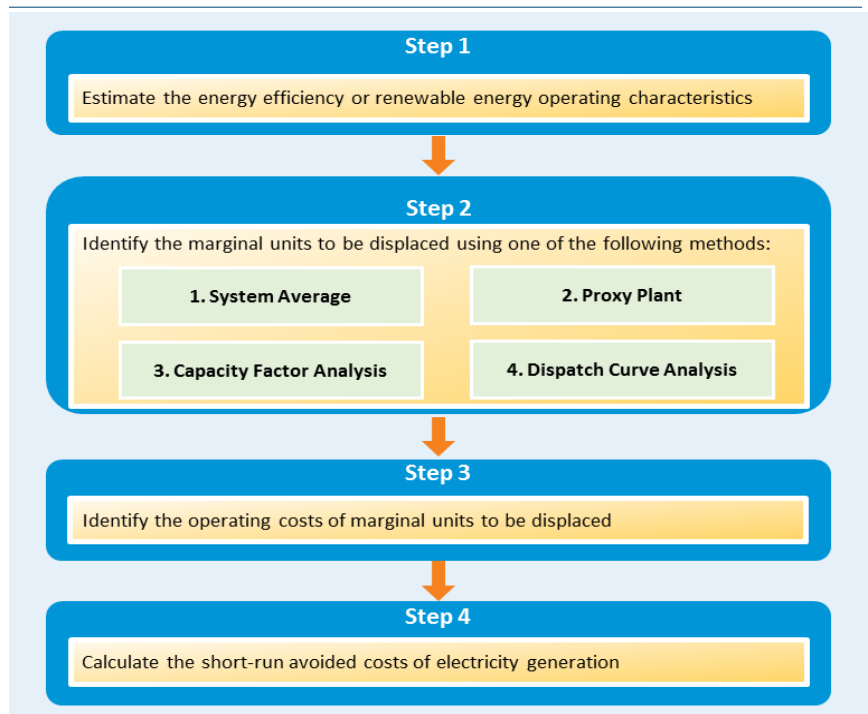 Step 1
Estimate the energy efficiency or renewable energy operating characteristics
Step 2
Identify the marginal units to be displaced using one of the following methods:
1. System Average
2. Proxy Plant
3. Capacity Factor Analysis
4. Dispatch Curve Analysis
Step 3
Identify the operating costs of marginal units to be displaced
Step 4
Calculate the short-run avoided costs of electricity generation